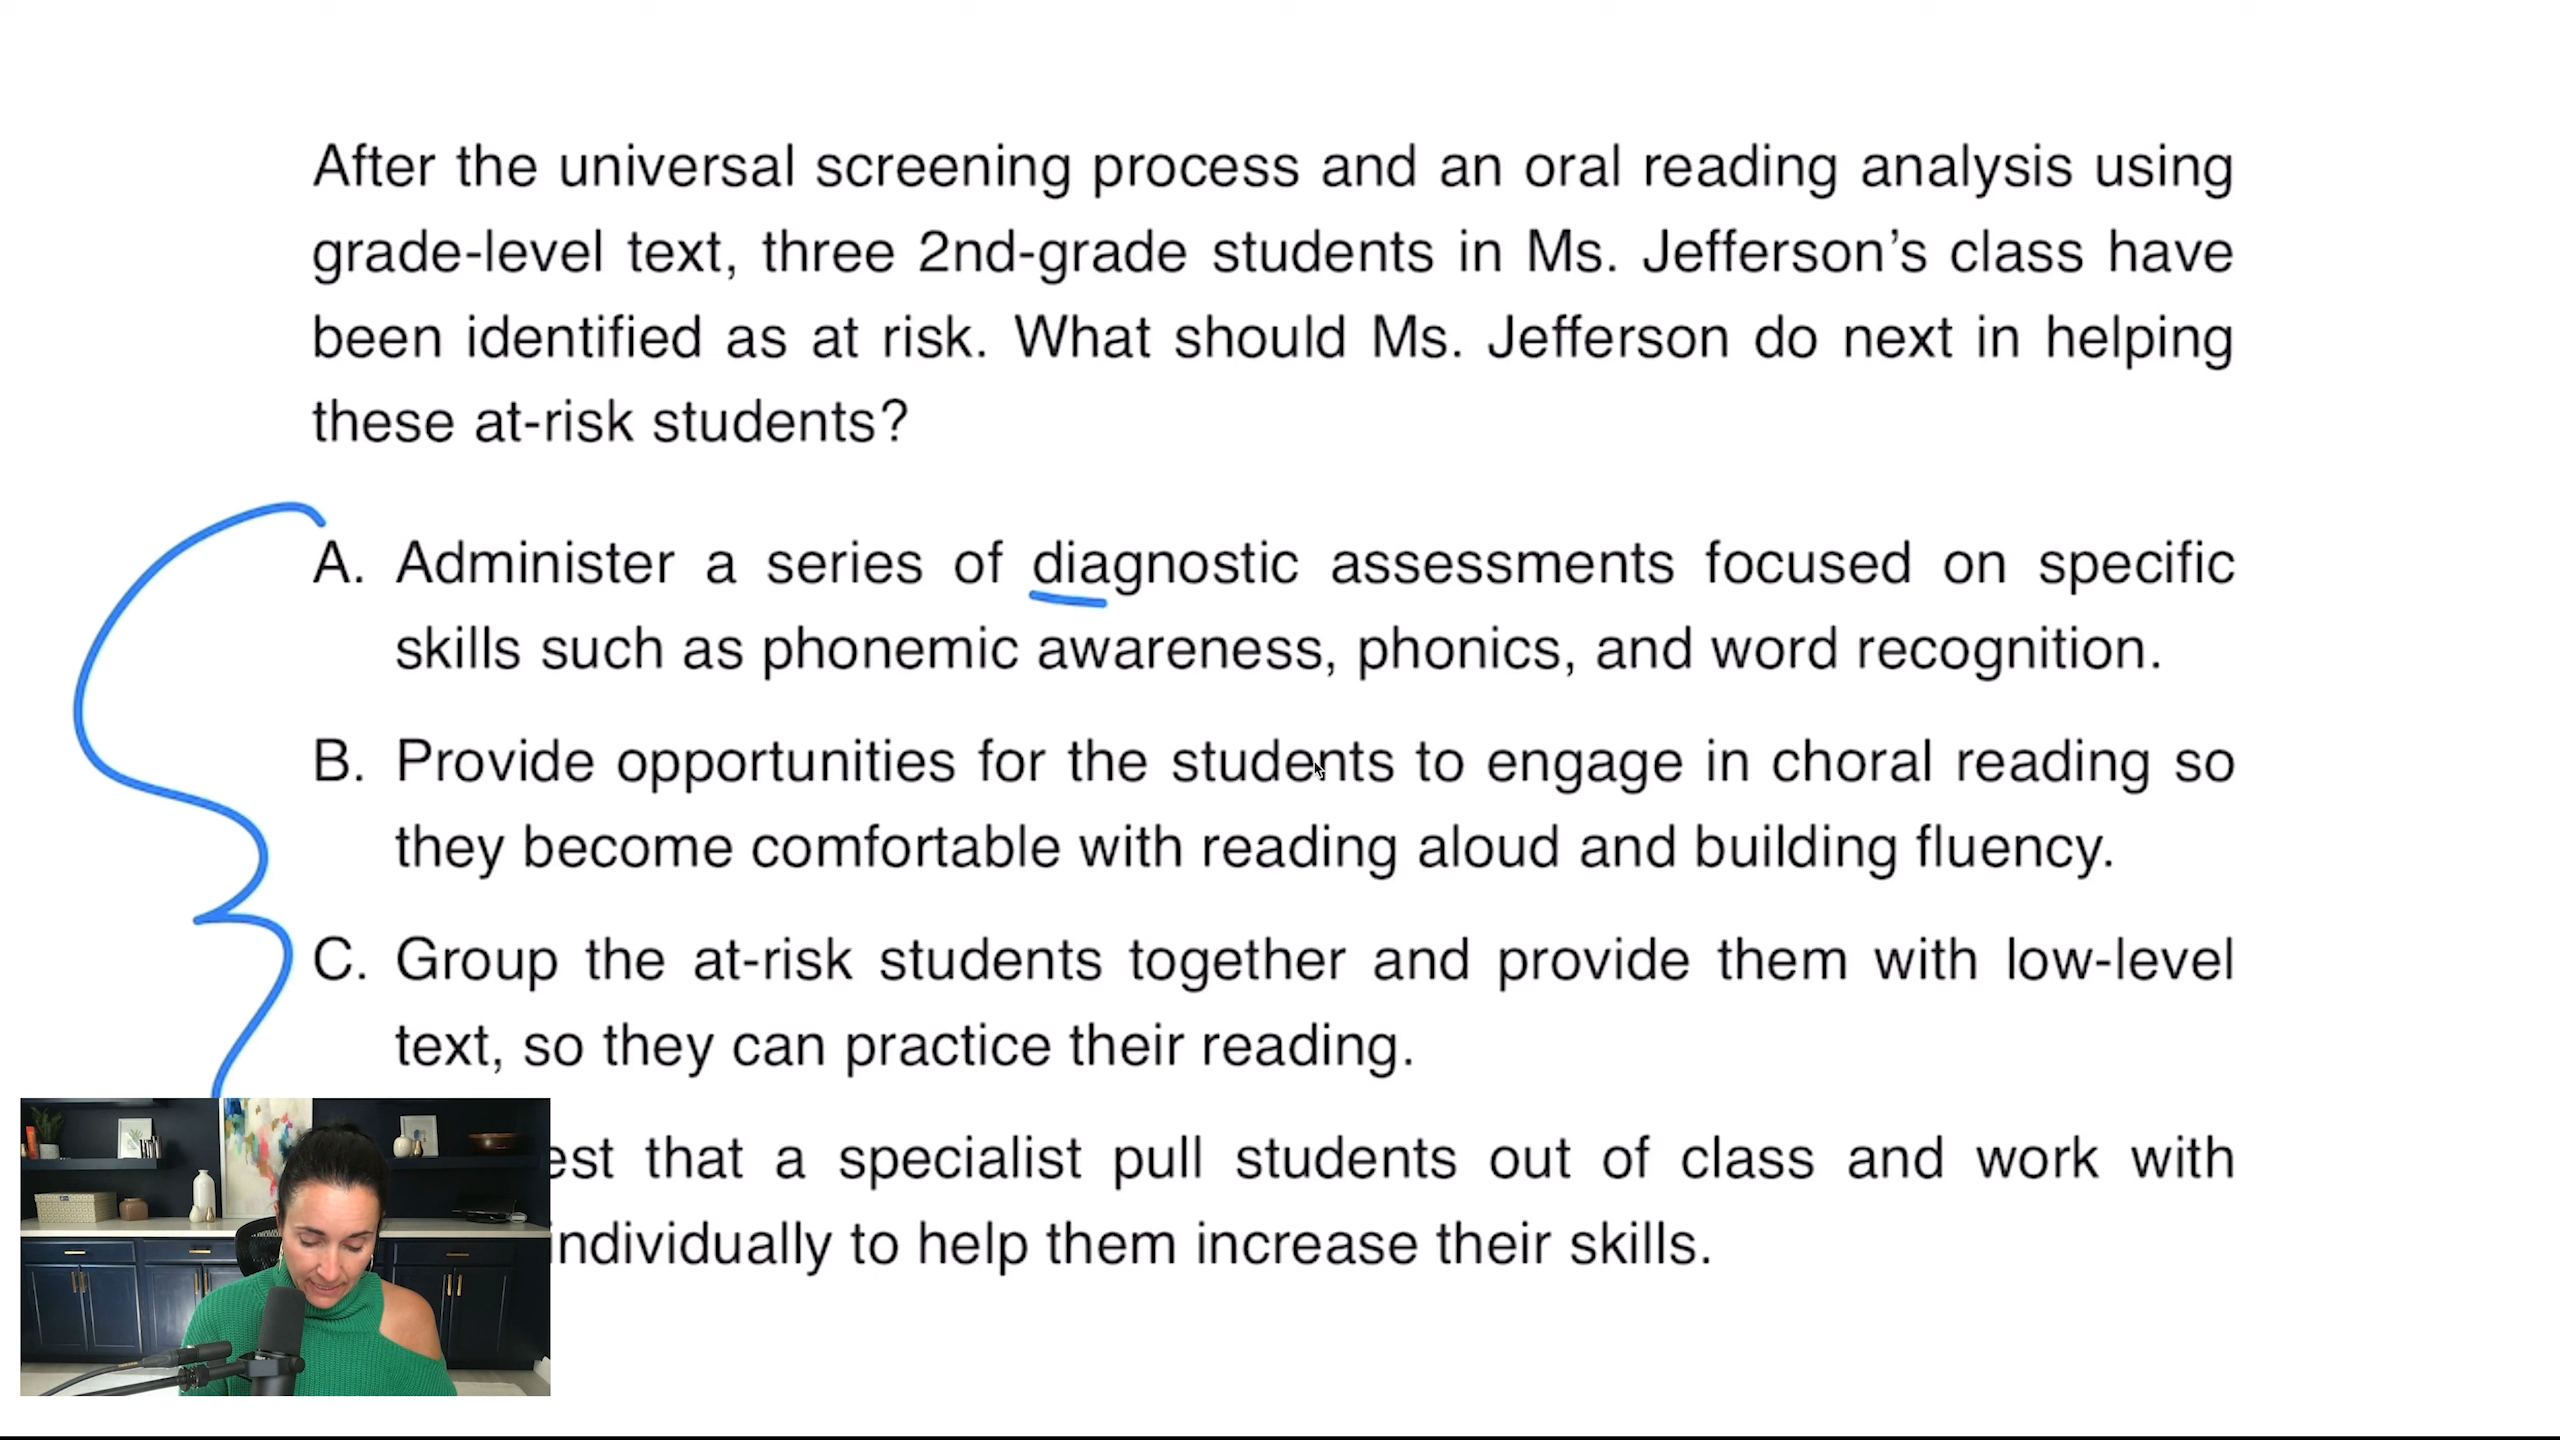 After the universal screening process and an oral reading analysis using
grade-level text, three 2nd-grade students in Ms. Jefferson’s class have
been identified as at risk. What should Ms. Jefferson do next in helping
these at-risk students?
A. Administer a series of diagnostic assessments focused on specific
skills such as phonemic awareness, phonics, and word recognition.
B. Provide opportunities for the students to engage in choral reading so
they become comfortable with reading aloud and building fluency.
C. Group the at-risk students together and provide them with low-level
text, so they can practice their reading.
that a specialist pull students out of class and work with
individually to help them increase their skills.